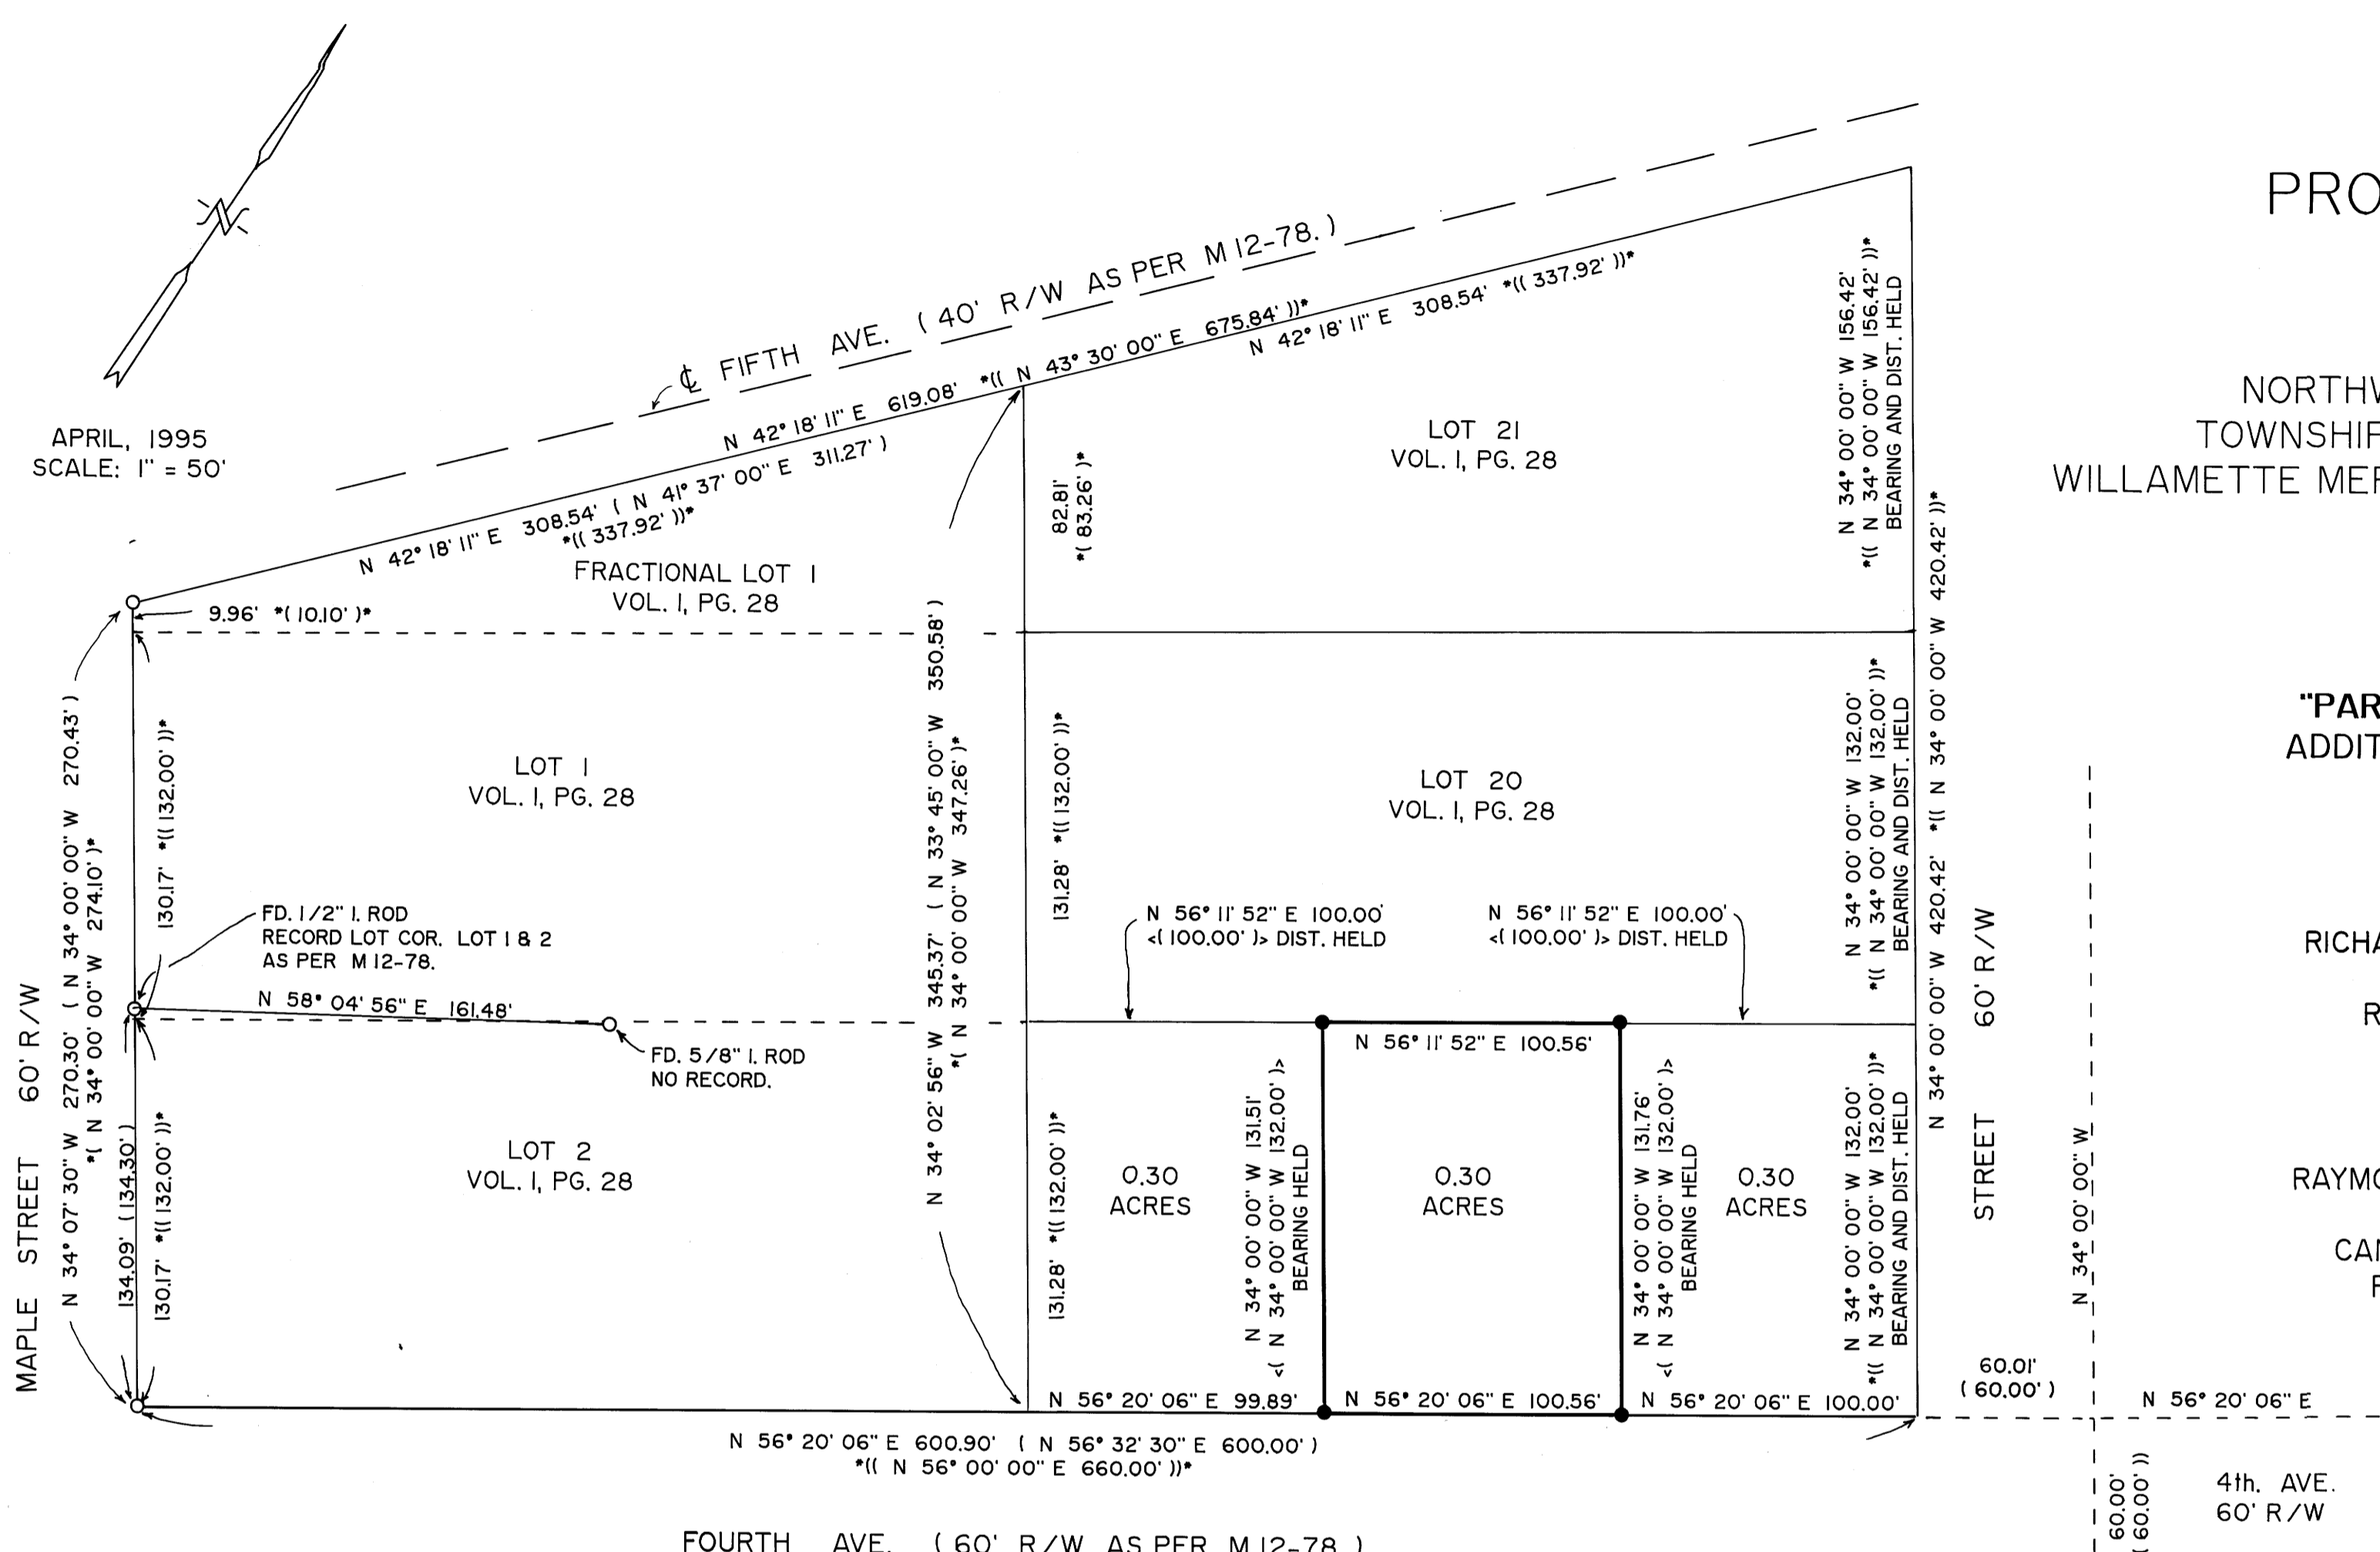 N
APRIL, 1995
SCALE: 1" = 50'
℄ FIFTH AVE. ( 40' R/W AS PER M 12-78. )
N 42° 18' 11" E 619.08' *(( N 43° 30' 00" E 675.84' ))*
N 42° 18' 11" E 308.54' *(( 337.92' ))*
N 42° 18' 11" E 308.54' ( N 41° 37' 00" E 311.27' )
*(( 337.92' ))*
FRACTIONAL LOT 1
VOL. 1, PG. 28
9.96' *( 10.10' )*
82.81'
*( 83.26' )*
LOT 21
VOL. 1, PG. 28
N 34° 00' 00" W 156.42'
*(( N 34° 00' 00" W 156.42' ))*
BEARING AND DIST. HELD
N 34° 00' 00" W 420.42' *(( N 34° 00' 00" W 420.42' ))*
PRO
NORTHW
TOWNSHIP
WILLAMETTE MER
"PAR
ADDIT
RICHA
R
RAYMO
CAN
F
MAPLE STREET 60' R/W
N 34° 07' 30" W 270.30' ( N 34° 00' 00" W 270.43' )
*( N 34° 00' 00" W 274.10' )*
130.17' *(( 132.00' ))*
LOT 1
VOL. 1, PG. 28
FD. 1/2" I. ROD
RECORD LOT COR. LOT 1 & 2
AS PER M 12-78.
N 58° 04' 56" E 161.48'
FD. 5/8" I. ROD
NO RECORD.
134.09' ( 134.30' )
130.17' *(( 132.00' ))*
LOT 2
VOL. 1, PG. 28
N 34° 02' 56" W 345.37' ( N 33° 45' 00" W 350.58' )
*( N 34° 00' 00" W 347.26' )*
131.28' *(( 132.00' ))*
LOT 20
VOL. 1, PG. 28
N 34° 00' 00" W 132.00'
*(( N 34° 00' 00" W 132.00' ))*
BEARING AND DIST. HELD
N 56° 11' 52" E 100.00'
<( 100.00' )> DIST. HELD
N 56° 11' 52" E 100.00'
<( 100.00' )> DIST. HELD
N 56° 11' 52" E 100.56'
131.28' *(( 132.00' ))*
0.30
ACRES
N 34° 00' 00" W 131.51'
<( N 34° 00' 00" W 132.00' )>
BEARING HELD
0.30
ACRES
N 34° 00' 00" W 131.76'
<( N 34° 00' 00" W 132.00' )>
BEARING HELD
0.30
ACRES
N 34° 00' 00" W 132.00'
*(( N 34° 00' 00" W 132.00' ))*
BEARING AND DIST. HELD
STREET 60' R/W
N 34° 00' 00" W
N 56° 20' 06" E 99.89'
N 56° 20' 06" E 100.56'
N 56° 20' 06" E 100.00'
60.01'
( 60.00' )
N 56° 20' 06" E
N 56° 20' 06" E 600.90' ( N 56° 32' 30" E 600.00' )
*(( N 56° 00' 00" E 660.00' ))*
60.00'
( 60.00' ))
4th. AVE.
60' R/W
FOURTH AVE. ( 60' R/W AS PER M 12-78 )